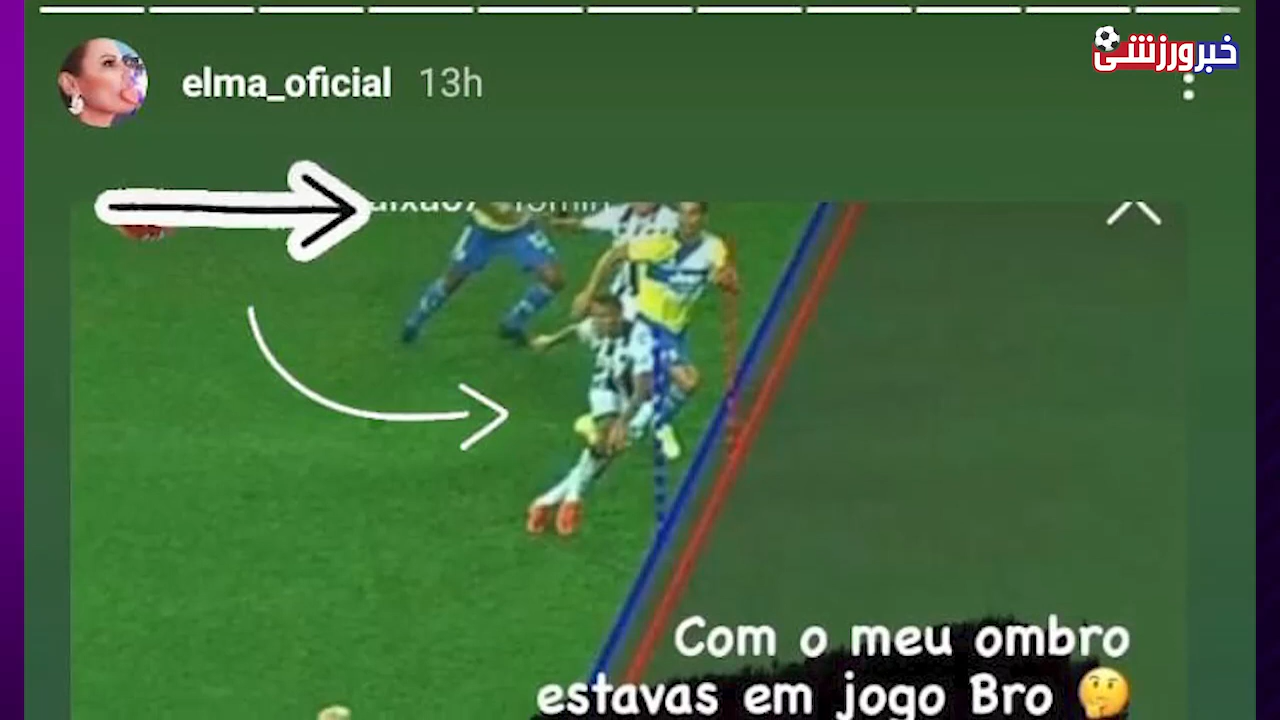 خبرورزشی
elma_oficial 13h
Com o meu ombro
estavas em jogo Bro 🤔